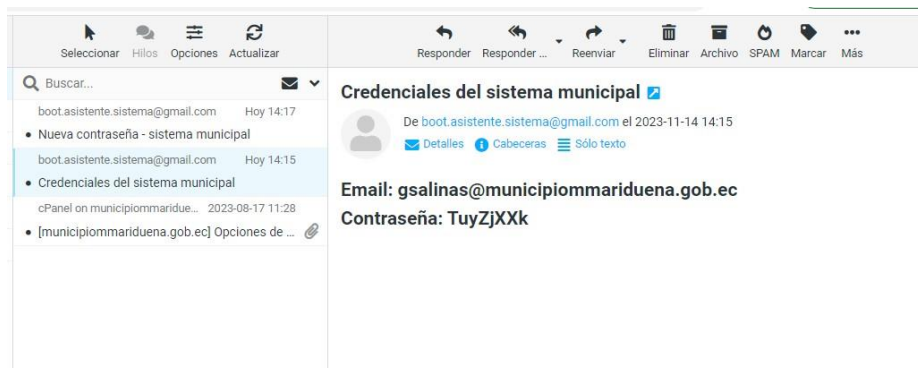 Seleccionar Hilos Opciones Actualizar
Responder Responder ... Reenviar Eliminar Archivo SPAM Marcar Más
Buscar...
boot.asistente.sistema@gmail.com Hoy 14:17
• Nueva contraseña - sistema municipal
boot.asistente.sistema@gmail.com Hoy 14:15
• Credenciales del sistema municipal
cPanel on municipiommaridue... 2023-08-17 11:28
• [municipiommariduena.gob.ec] Opciones de ...
Credenciales del sistema municipal
De boot.asistente.sistema@gmail.com el 2023-11-14 14:15
Detalles Cabeceras Sólo texto
Email: gsalinas@municipiommariduena.gob.ec
Contraseña: TuyZjXXk